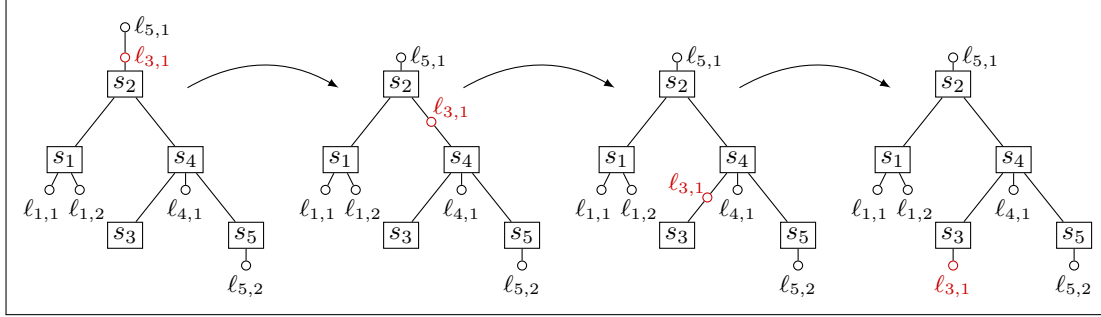 ℓ5,1 ℓ5,1 ℓ5,1 ℓ5,1
ℓ3,1
s2 s2 s2 s2
ℓ3,1
s1 s4 s1 s4 s1 s4 s1 s4
ℓ3,1
ℓ1,1 ℓ1,2 ℓ4,1 ℓ1,1 ℓ1,2 ℓ4,1 ℓ1,1 ℓ1,2 ℓ4,1 ℓ1,1 ℓ1,2 ℓ4,1
s3 s5 s3 s5 s3 s5 s3 s5
ℓ5,2 ℓ5,2 ℓ5,2 ℓ3,1 ℓ5,2